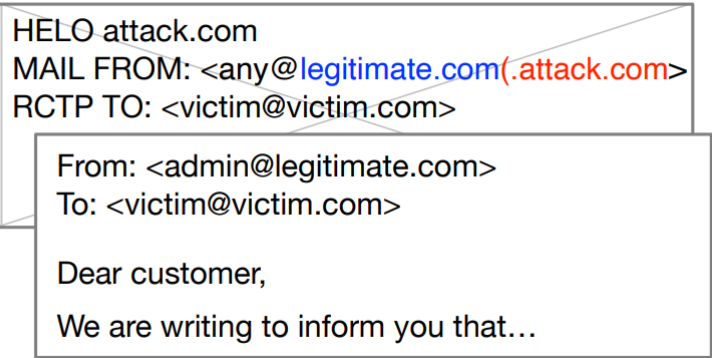 HELO attack.com
MAIL FROM: <any@legitimate.com(.attack.com>
RCTP TO: <victim@victim.com>
From: <admin@legitimate.com>
To: <victim@victim.com>
Dear customer,
We are writing to inform you that…